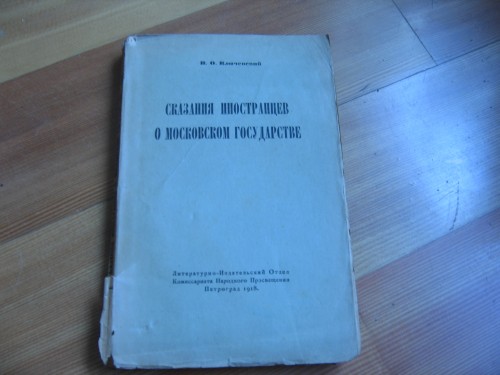 В. О. Ключевский
СКАЗАНИЯ ИНОСТРАНЦЕВ
О МОСКОВСКОМ ГОСУДАРСТВЕ
Литературно-Издательский Отдел
Комиссариата Народного Просвещения
Петроград 1918.